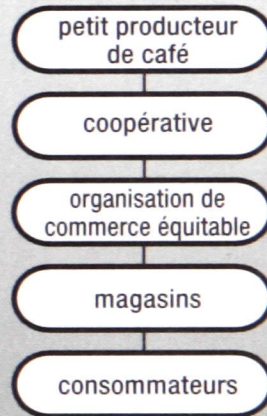 petit producteur
de café
coopérative
organisation de
commerce équitable
magasins
consommateurs